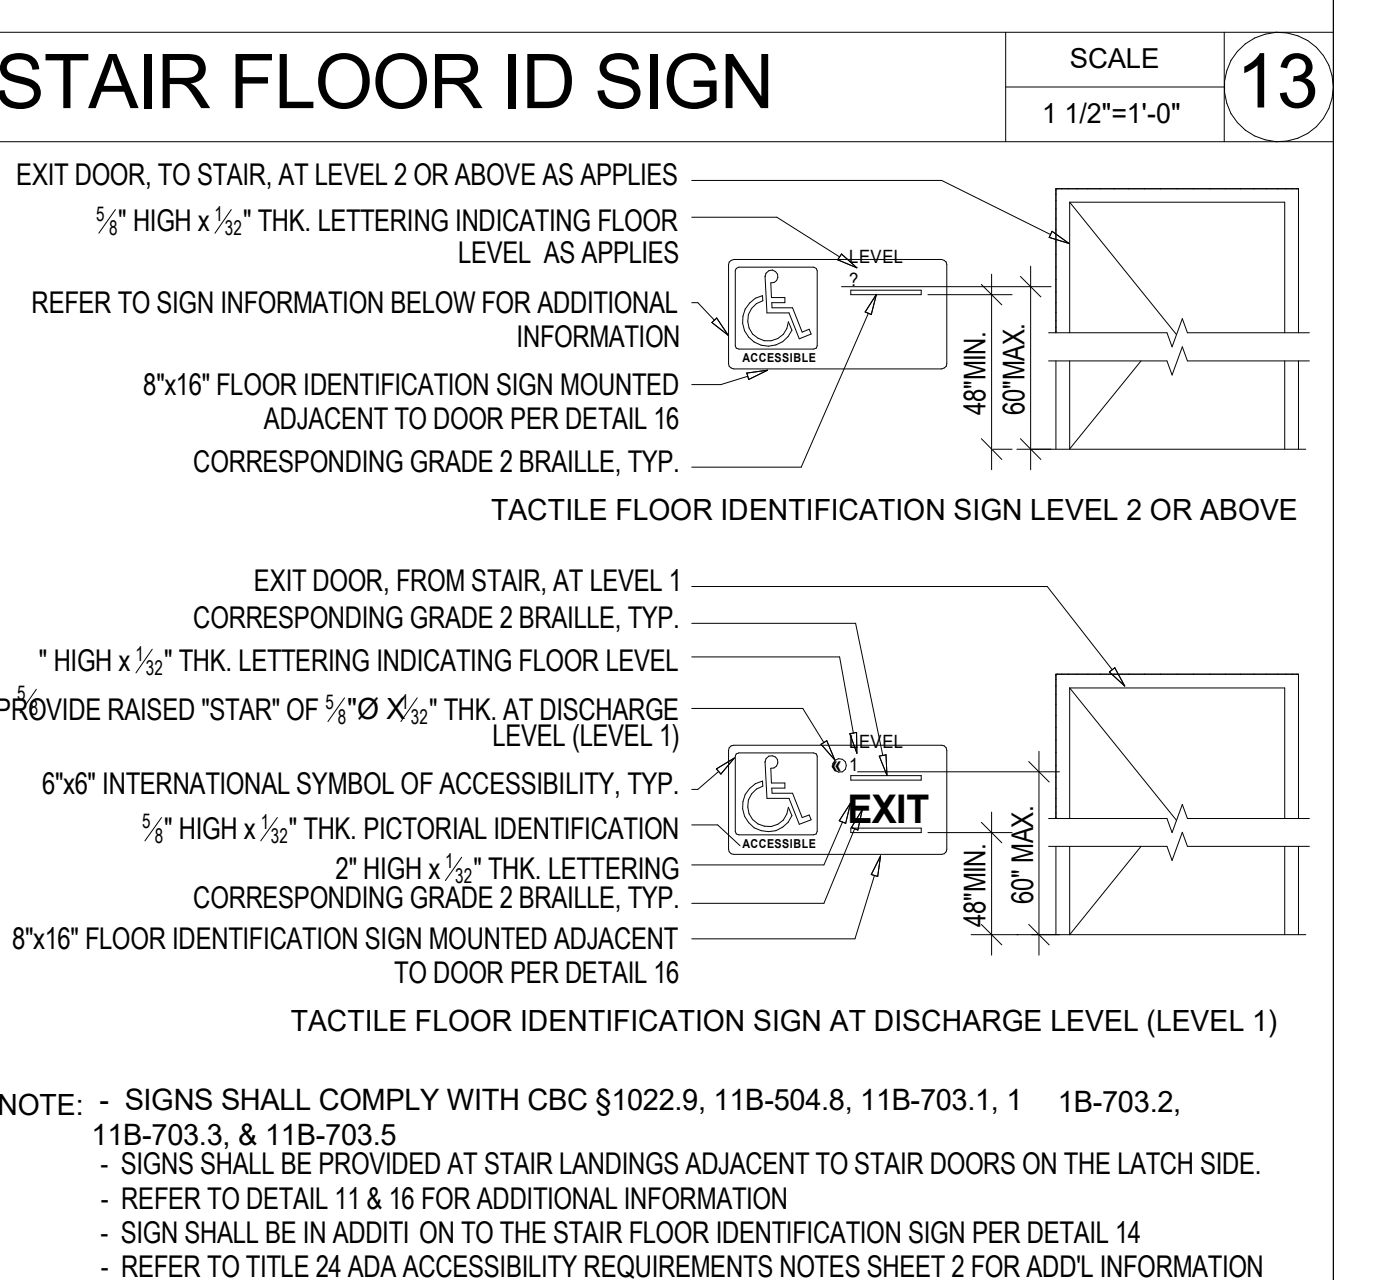 STAIR FLOOR ID SIGN
SCALE
1 1/2"=1'-0"
13
EXIT DOOR, TO STAIR, AT LEVEL 2 OR ABOVE AS APPLIES
5⁄8" HIGH x 1⁄32" THK. LETTERING INDICATING FLOOR
LEVEL AS APPLIES
REFER TO SIGN INFORMATION BELOW FOR ADDITIONAL
INFORMATION
8"x16" FLOOR IDENTIFICATION SIGN MOUNTED
ADJACENT TO DOOR PER DETAIL 16
CORRESPONDING GRADE 2 BRAILLE, TYP.
LEVEL
?
ACCESSIBLE
48"MIN.
60"MAX.
TACTILE FLOOR IDENTIFICATION SIGN LEVEL 2 OR ABOVE
EXIT DOOR, FROM STAIR, AT LEVEL 1
CORRESPONDING GRADE 2 BRAILLE, TYP.
" HIGH x 1⁄32" THK. LETTERING INDICATING FLOOR LEVEL
5⁄8
PROVIDE RAISED "STAR" OF 5⁄8"Ø X 1⁄32" THK. AT DISCHARGE
LEVEL (LEVEL 1)
6"x6" INTERNATIONAL SYMBOL OF ACCESSIBILITY, TYP.
5⁄8" HIGH x 1⁄32" THK. PICTORIAL IDENTIFICATION
2" HIGH x 1⁄32" THK. LETTERING
CORRESPONDING GRADE 2 BRAILLE, TYP.
8"x16" FLOOR IDENTIFICATION SIGN MOUNTED ADJACENT
TO DOOR PER DETAIL 16
LEVEL
1
EXIT
ACCESSIBLE
48"MIN.
60" MAX.
TACTILE FLOOR IDENTIFICATION SIGN AT DISCHARGE LEVEL (LEVEL 1)
NOTE: - SIGNS SHALL COMPLY WITH CBC §1022.9, 11B-504.8, 11B-703.1, 1 1B-703.2,
11B-703.3, & 11B-703.5
- SIGNS SHALL BE PROVIDED AT STAIR LANDINGS ADJACENT TO STAIR DOORS ON THE LATCH SIDE.
- REFER TO DETAIL 11 & 16 FOR ADDITIONAL INFORMATION
- SIGN SHALL BE IN ADDITI ON TO THE STAIR FLOOR IDENTIFICATION SIGN PER DETAIL 14
- REFER TO TITLE 24 ADA ACCESSIBILITY REQUIREMENTS NOTES SHEET 2 FOR ADD'L INFORMATION